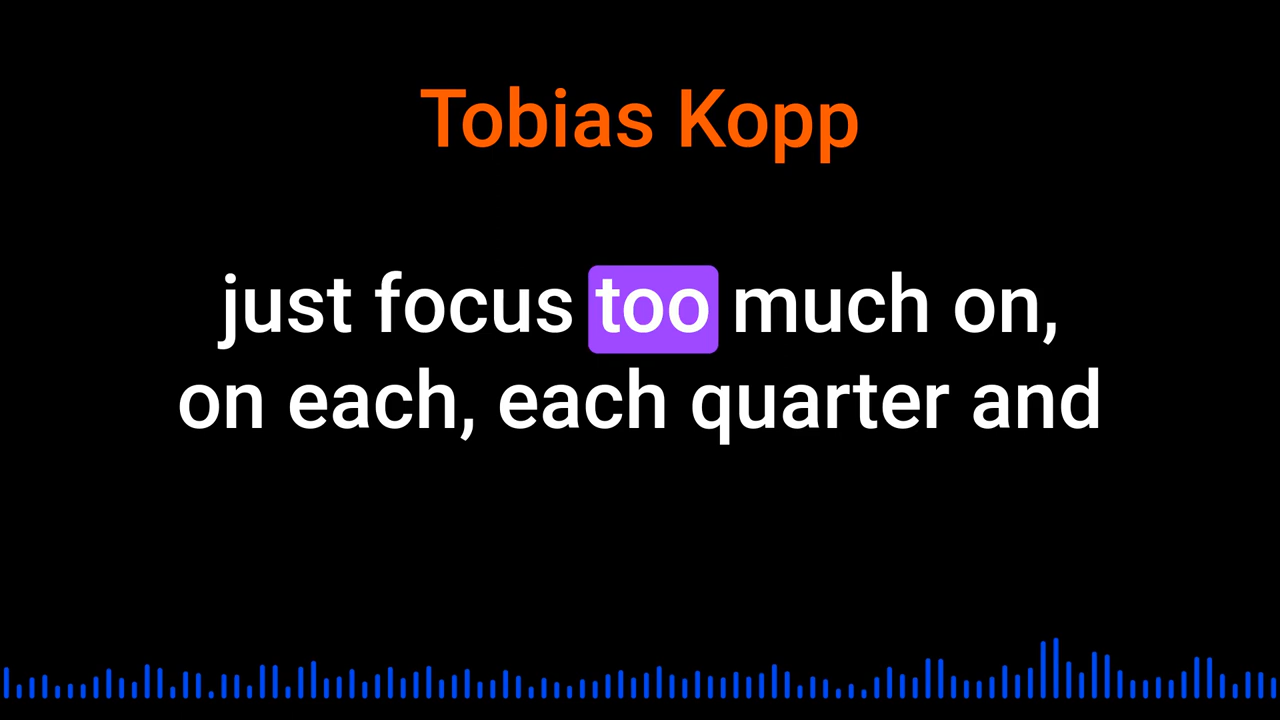 Tobias Kopp
just focus too much on,
on each, each quarter and